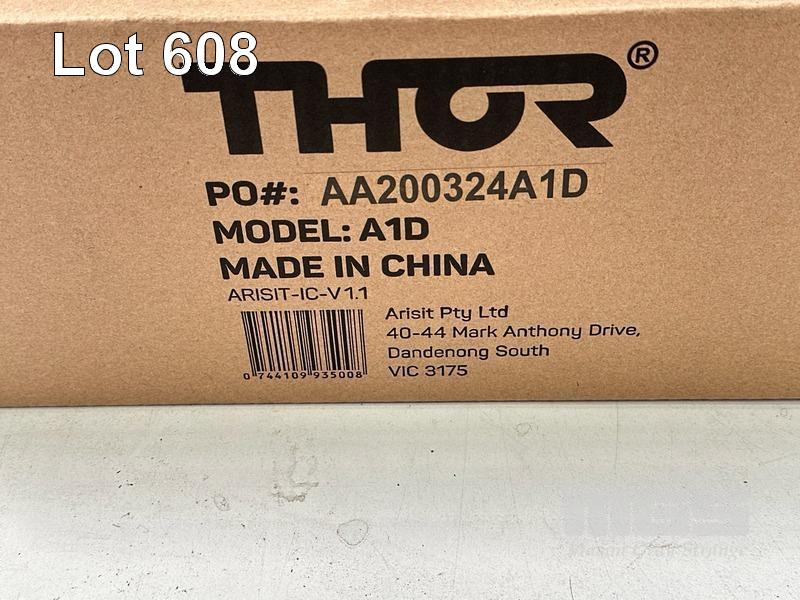 Lot 608
THOR®
PO#: AA200324A1D
MODEL: A1D
MADE IN CHINA
ARISIT-IC-V1.1
0 744109 935008
Arisit Pty Ltd
40-44 Mark Anthony Drive,
Dandenong South
VIC 3175